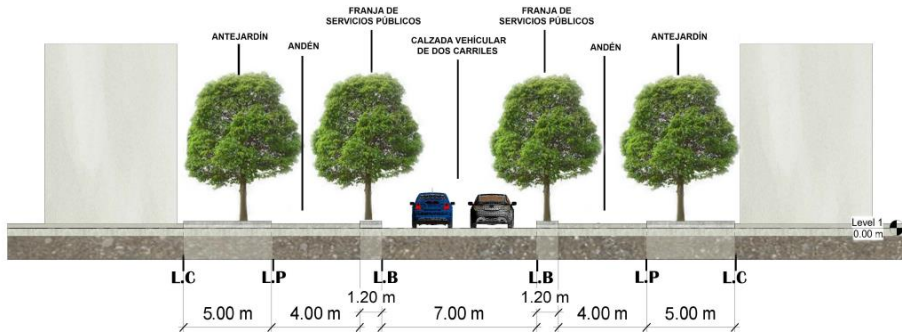 FRANJA DE
SERVICIOS PÚBLICOS
FRANJA DE
SERVICIOS PÚBLICOS
ANTEJARDÍN
ANDÉN
CALZADA VEHÍCULAR
DE DOS CARRILES
ANDÉN
ANTEJARDÍN
Level 1
0.00 m
L.C
L.P
L.B
L.B
L.P
L.C
1.20 m
1.20 m
5.00 m
4.00 m
7.00 m
4.00 m
5.00 m